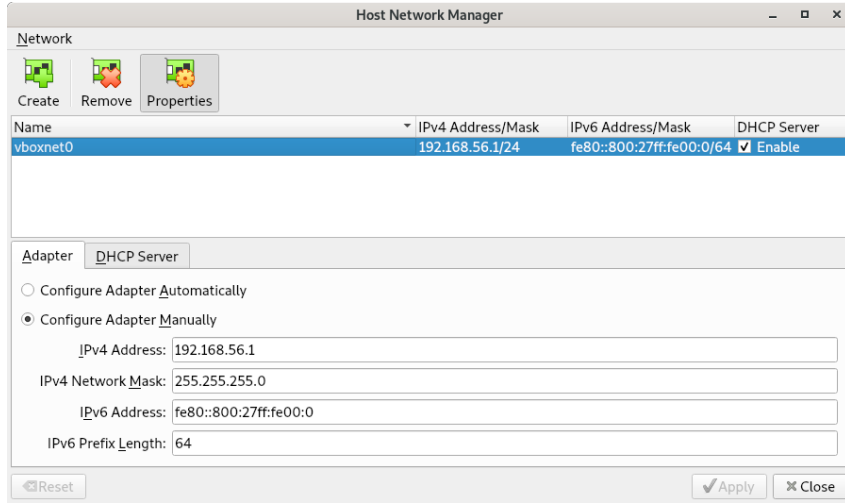 Host Network Manager
Network
Create Remove Properties
Name IPv4 Address/Mask IPv6 Address/Mask DHCP Server
vboxnet0 192.168.56.1/24 fe80::800:27ff:fe00:0/64 Enable
Adapter DHCP Server
Configure Adapter Automatically
Configure Adapter Manually
IPv4 Address: 192.168.56.1
IPv4 Network Mask: 255.255.255.0
IPv6 Address: fe80::800:27ff:fe00:0
IPv6 Prefix Length: 64
Reset Apply Close